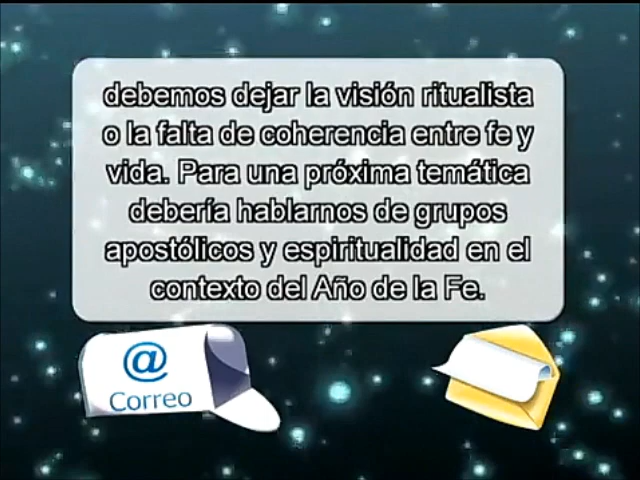 debemos dejar la visión ritualista
o la falta de coherencia entre fe y
vida. Para una próxima temática
debería hablarnos de grupos
apostólicos y espiritualidad en el
contexto del Año de la Fe.
@
Correo